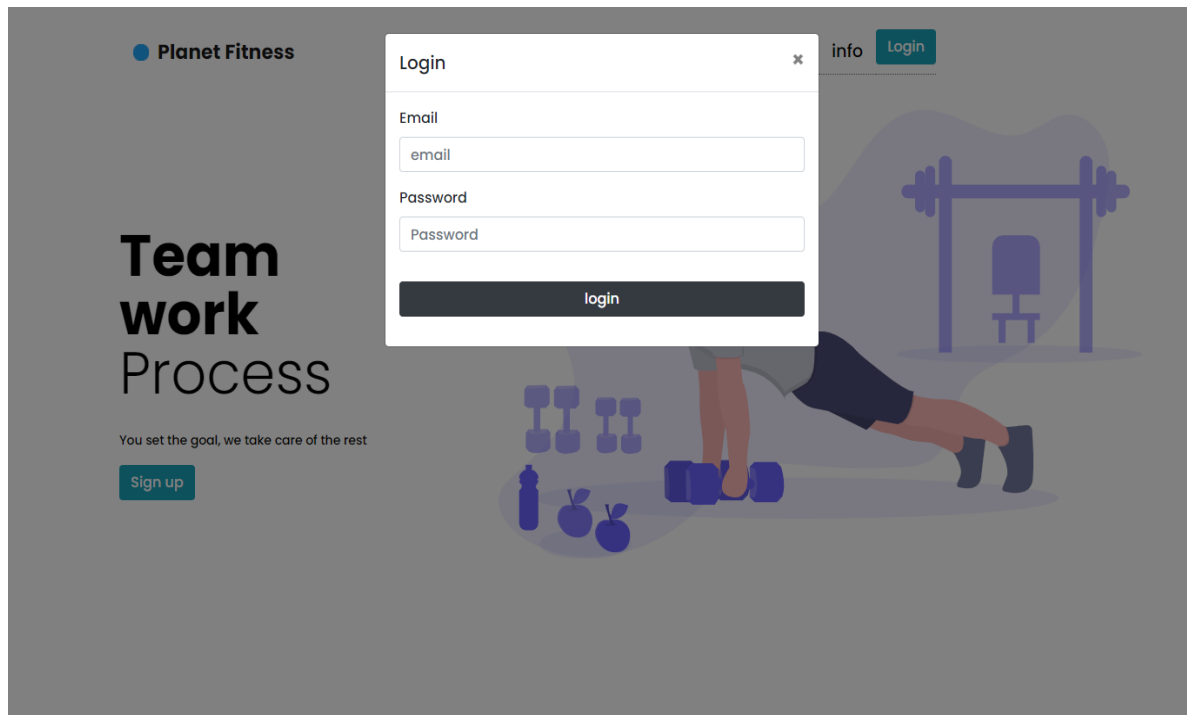 Planet Fitness
info
Login
Login
×
Email
email
Password
Password
login
Team
work
Process
You set the goal, we take care of the rest
Sign up